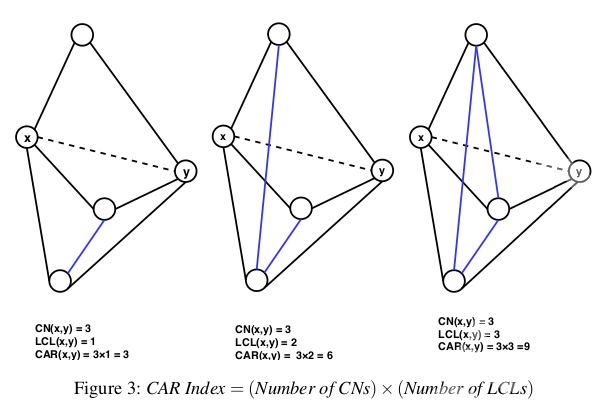 x
y
CN(x,y) = 3
LCL(x,y) = 1
CAR(x,y) = 3×1 = 3
x
y
CN(x,y) = 3
LCL(x,y) = 2
CAR(x,y) = 3×2 = 6
x
y
CN(x,y) = 3
LCL(x,y) = 3
CAR(x,y) = 3×3 =9
Figure 3: CAR Index = (Number of CNs) × (Number of LCLs)